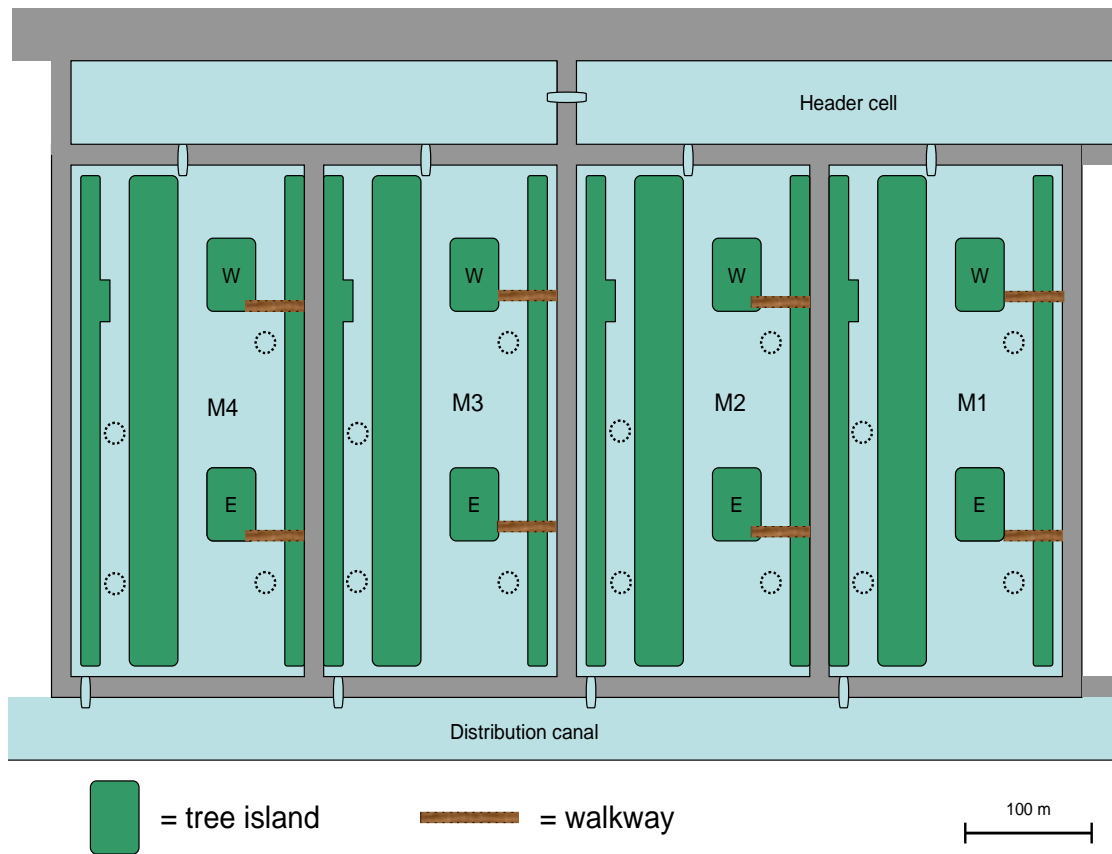 Header cell
W
W
W
W
M4
M3
M2
M1
E
E
E
E
Distribution canal
= tree island
= walkway
100 m